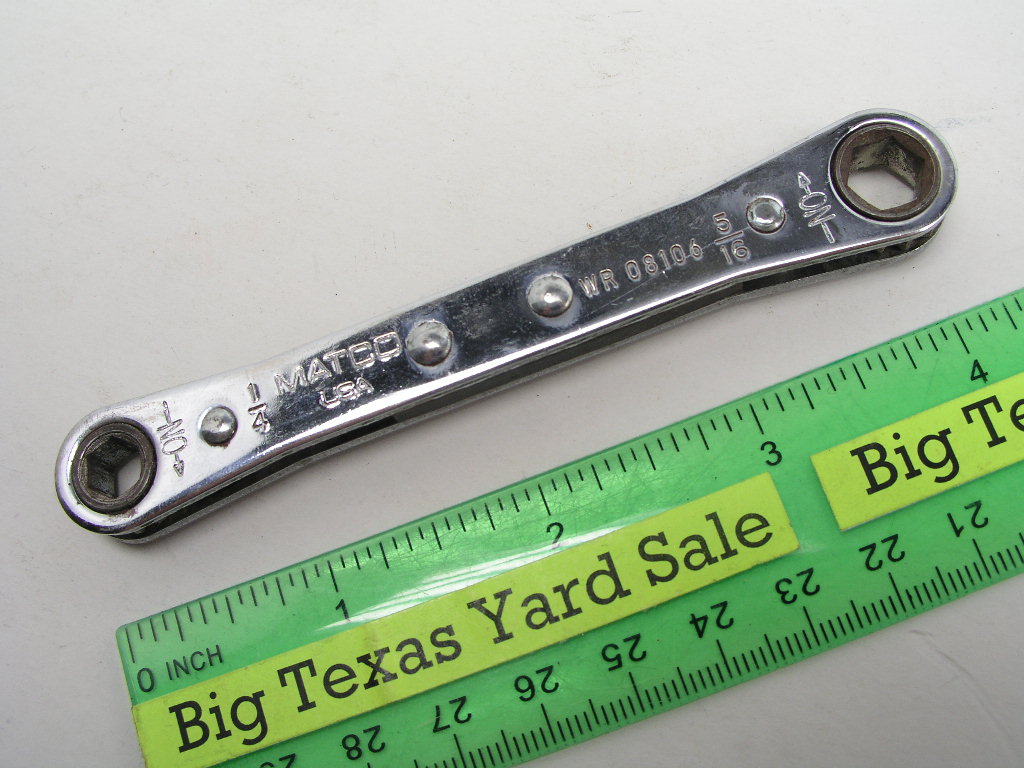 ON
1/4
MATCO
USA
WR 08106 5/16
ON
0 INCH 1 2 3 4
Big Texas Yard Sale
Big Te
28 27 26 25 24 23 22 21